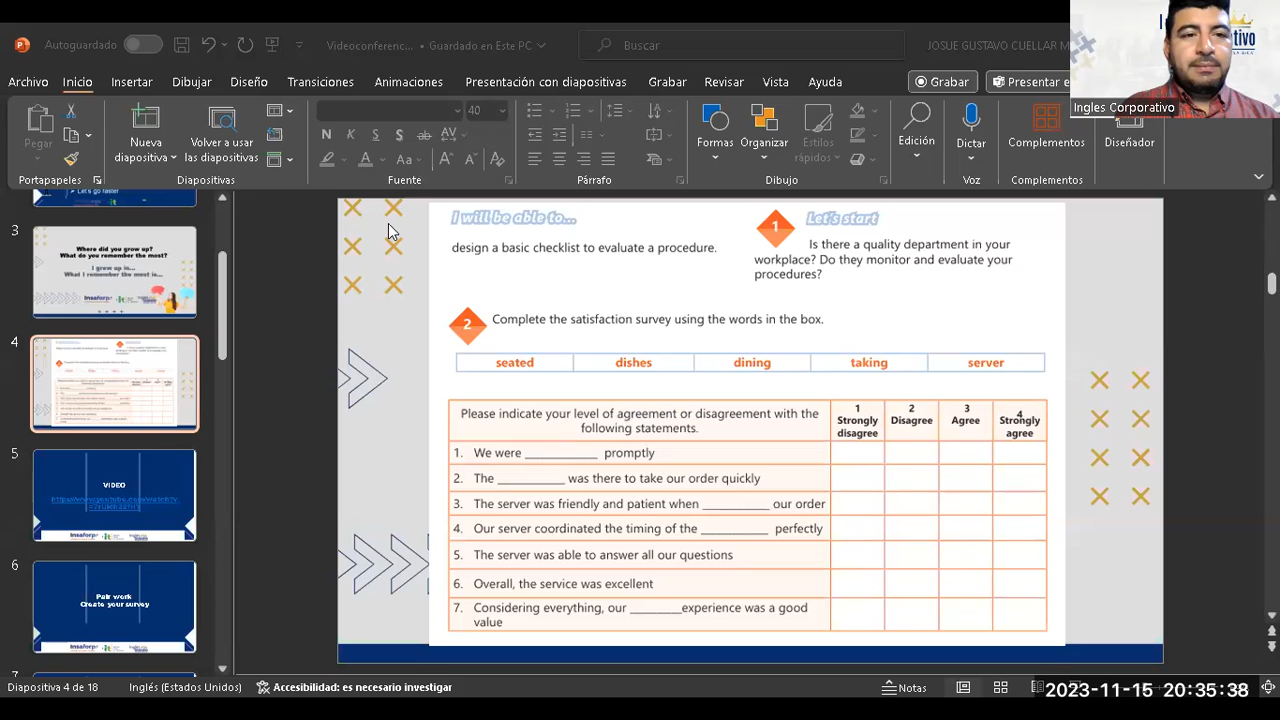 Autoguardado
Videoconferenc... • Guardado en Este PC
Buscar
JOSUE GUSTAVO CUELLAR M
Archivo Inicio Insertar Dibujar Diseño Transiciones Animaciones Presentación con diapositivas Grabar Revisar Vista Ayuda
Grabar
Presentar e
Ingles Corporativo
40
Pegar
Nueva diapositiva
Volver a usar las diapositivas
Formas
Organizar
Estilos rápidos
Edición
Dictar
Complementos
Diseñador
Portapapeles
Diapositivas
Fuente
Párrafo
Dibujo
Voz
Complementos
Let's go faster
3
Where did you grow up?
What do you remember the most?
I grew up in...
What I remember the most is...
Insaforp
4
5
VIDEO
Insaforp
6
Pair work
Create your survey
Insaforp
7
I will be able to...
design a basic checklist to evaluate a procedure.
1 Let's start
Is there a quality department in your
workplace? Do they monitor and evaluate your
procedures?
2 Complete the satisfaction survey using the words in the box.
seated dishes dining taking server
Please indicate your level of agreement or disagreement with the
following statements.
1 Strongly disagree
2 Disagree
3 Agree
4 Strongly agree
1. We were ____________ promptly
2. The ___________ was there to take our order quickly
3. The server was friendly and patient when ___________ our order
4. Our server coordinated the timing of the ___________ perfectly
5. The server was able to answer all our questions
6. Overall, the service was excellent
7. Considering everything, our _________experience was a good
value
Diapositiva 4 de 18
Inglés (Estados Unidos)
Accesibilidad: es necesario investigar
Notas
2023-11-15 20:35:38